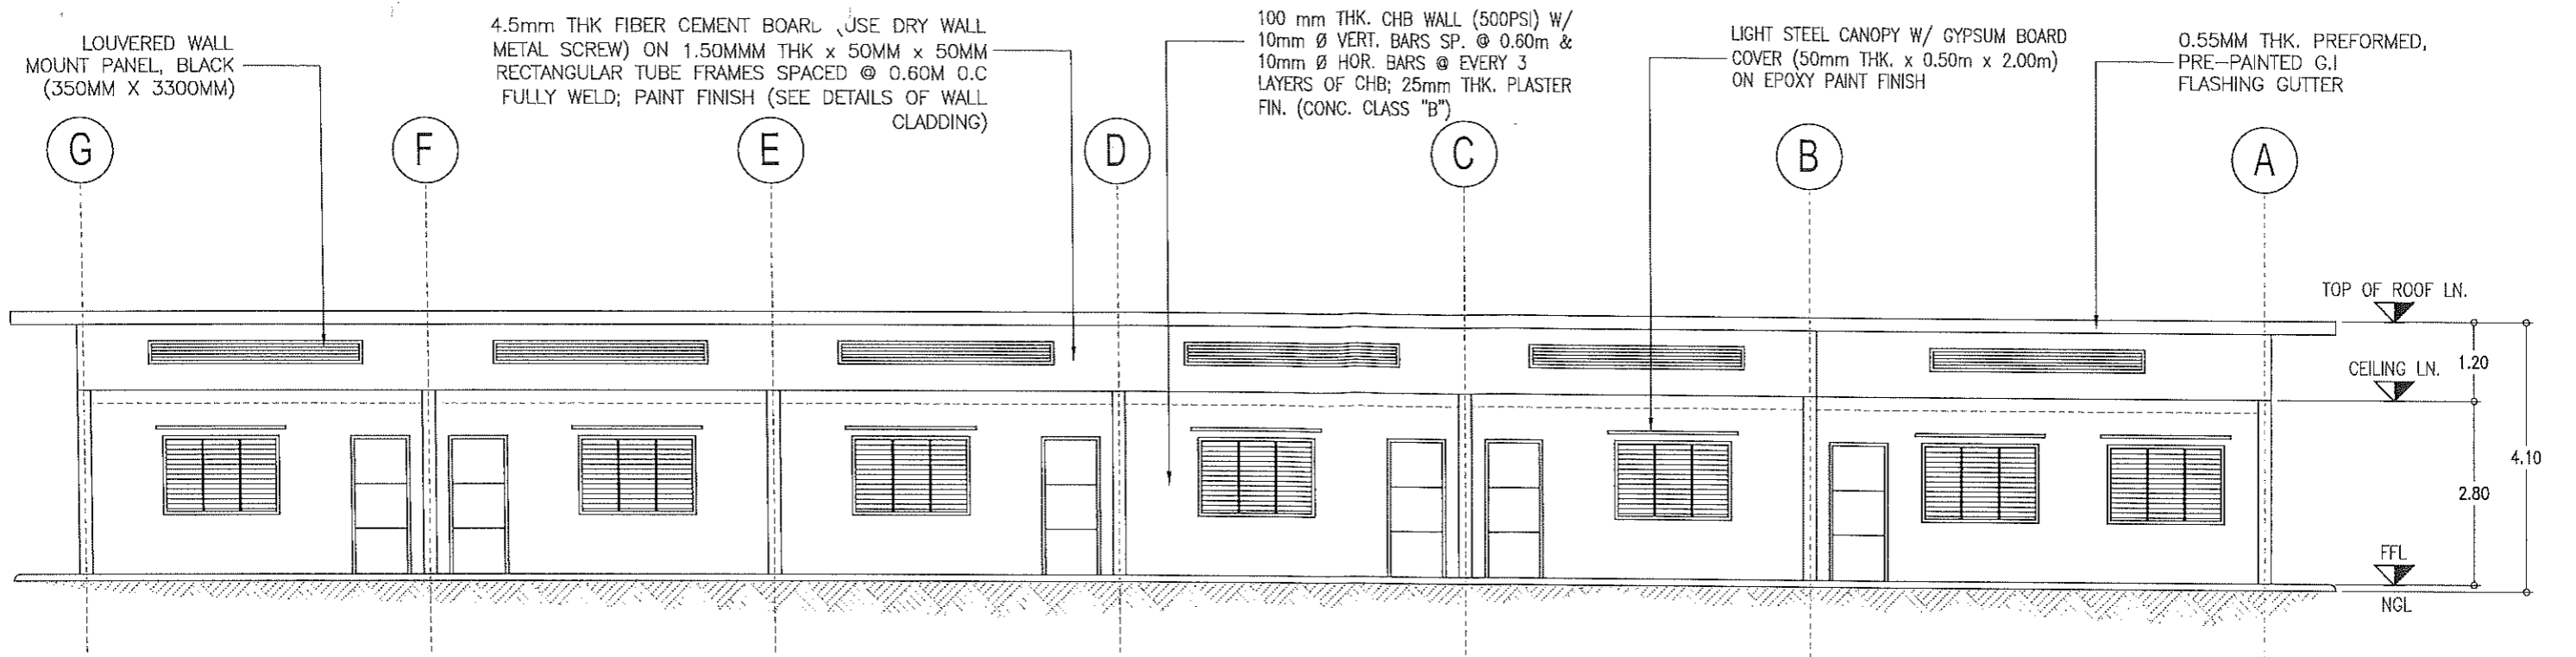 LOUVERED WALL
MOUNT PANEL, BLACK
(350MM X 3300MM)
4.5mm THK FIBER CEMENT BOARD (USE DRY WALL
METAL SCREW) ON 1.50MMM THK x 50MM x 50MM
RECTANGULAR TUBE FRAMES SPACED @ 0.60M O.C
FULLY WELD; PAINT FINISH (SEE DETAILS OF WALL
CLADDING)
100 mm THK. CHB WALL (500PSI) W/
10mm Ø VERT. BARS SP. @ 0.60m &
10mm Ø HOR. BARS @ EVERY 3
LAYERS OF CHB; 25mm THK. PLASTER
FIN. (CONC. CLASS "B")
LIGHT STEEL CANOPY W/ GYPSUM BOARD
COVER (50mm THK. x 0.50m x 2.00m)
ON EPOXY PAINT FINISH
0.55MM THK. PREFORMED,
PRE-PAINTED G.I
FLASHING GUTTER
G
F
E
D
C
B
A
TOP OF ROOF LN.
1.20
CEILING LN.
4.10
2.80
FFL
NGL